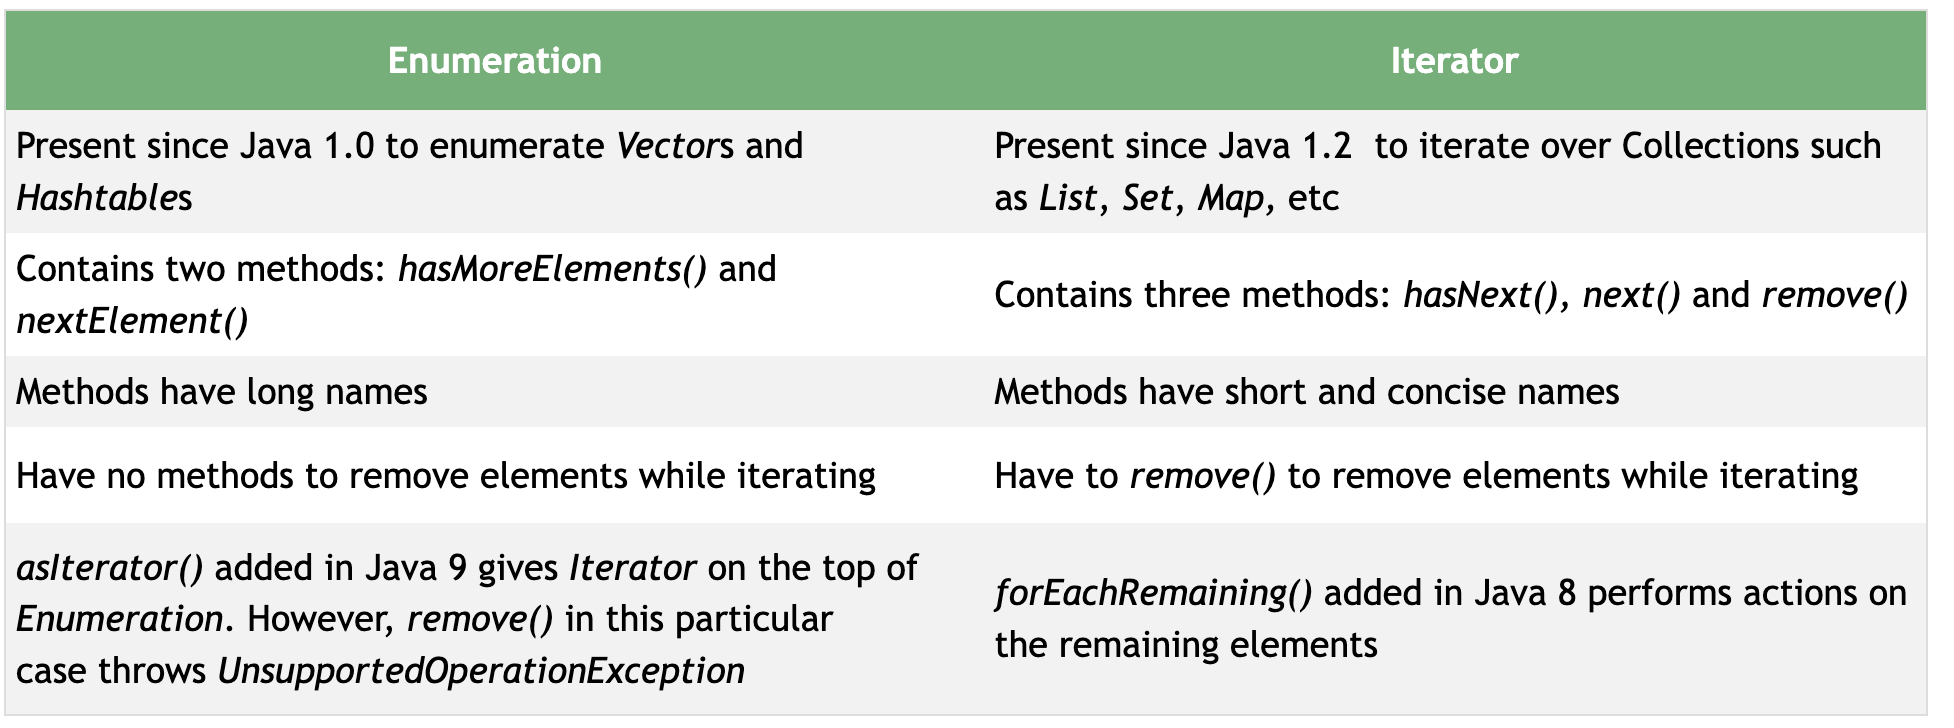 Enumeration
Iterator
Present since Java 1.0 to enumerate Vectors and
Hashtables
Present since Java 1.2  to iterate over Collections such
as List, Set, Map, etc
Contains two methods: hasMoreElements() and
nextElement()
Contains three methods: hasNext(), next() and remove()
Methods have long names
Methods have short and concise names
Have no methods to remove elements while iterating
Have to remove() to remove elements while iterating
asIterator() added in Java 9 gives Iterator on the top of
Enumeration. However, remove() in this particular
case throws UnsupportedOperationException
forEachRemaining() added in Java 8 performs actions on
the remaining elements